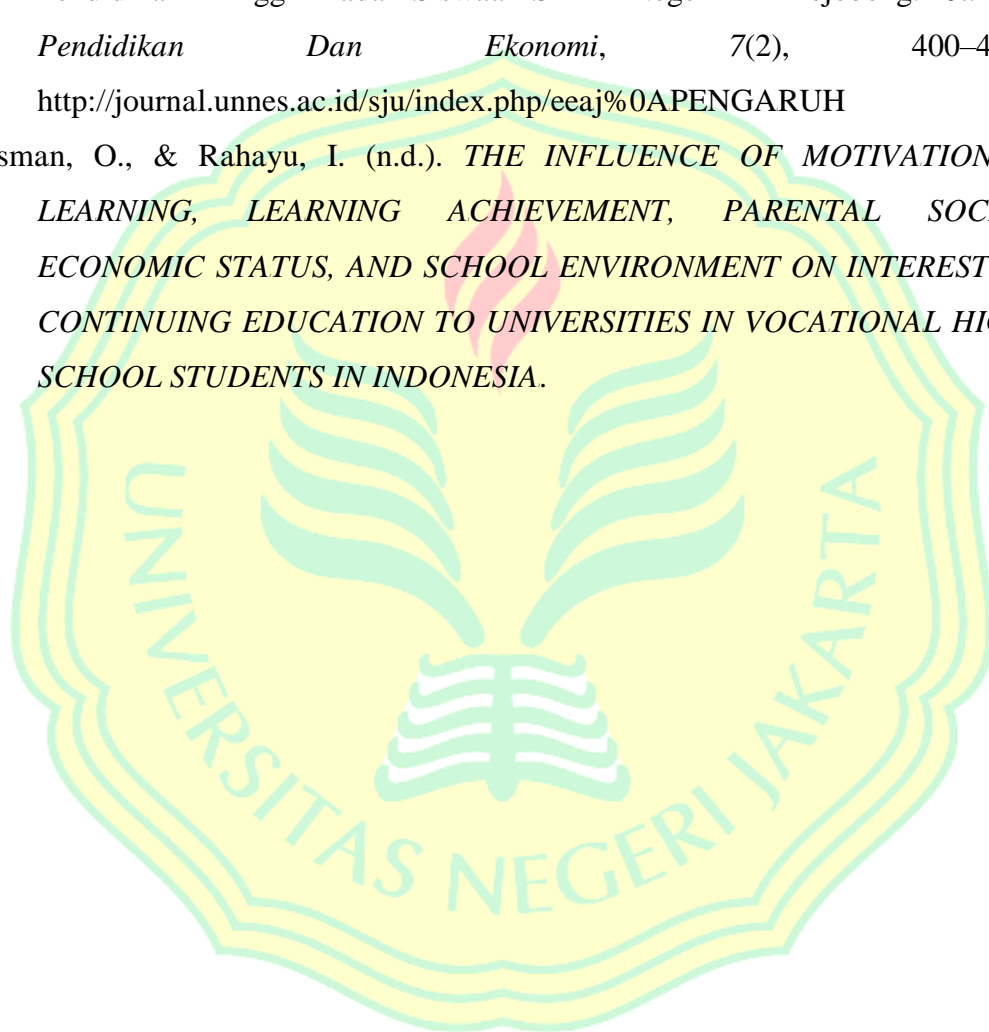 Pendidikan Dan Ekonomi, 7(2), 400–4
http://journal.unnes.ac.id/sju/index.php/eeaj%0APENGARUH
sman, O., & Rahayu, I. (n.d.). THE INFLUENCE OF MOTIVATION
LEARNING, LEARNING ACHIEVEMENT, PARENTAL SOC
ECONOMIC STATUS, AND SCHOOL ENVIRONMENT ON INTEREST
CONTINUING EDUCATION TO UNIVERSITIES IN VOCATIONAL HI
SCHOOL STUDENTS IN INDONESIA.
UNIVERSITAS NEGERI JAKARTA